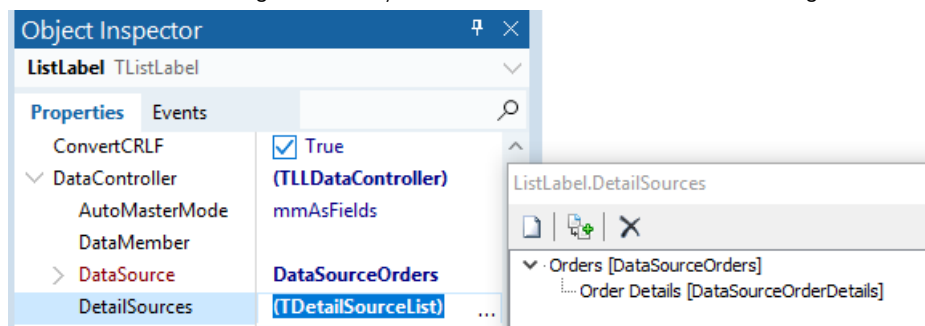 Object Inspector
ListLabel TListLabel
Properties Events
ConvertCRLF True
DataController (TLLDataController)
AutoMasterMode mmAsFields
DataMember
DataSource DataSourceOrders
DetailSources (TDetailSourceList) ...
ListLabel.DetailSources
Orders [DataSourceOrders]
Order Details [DataSourceOrderDetails]